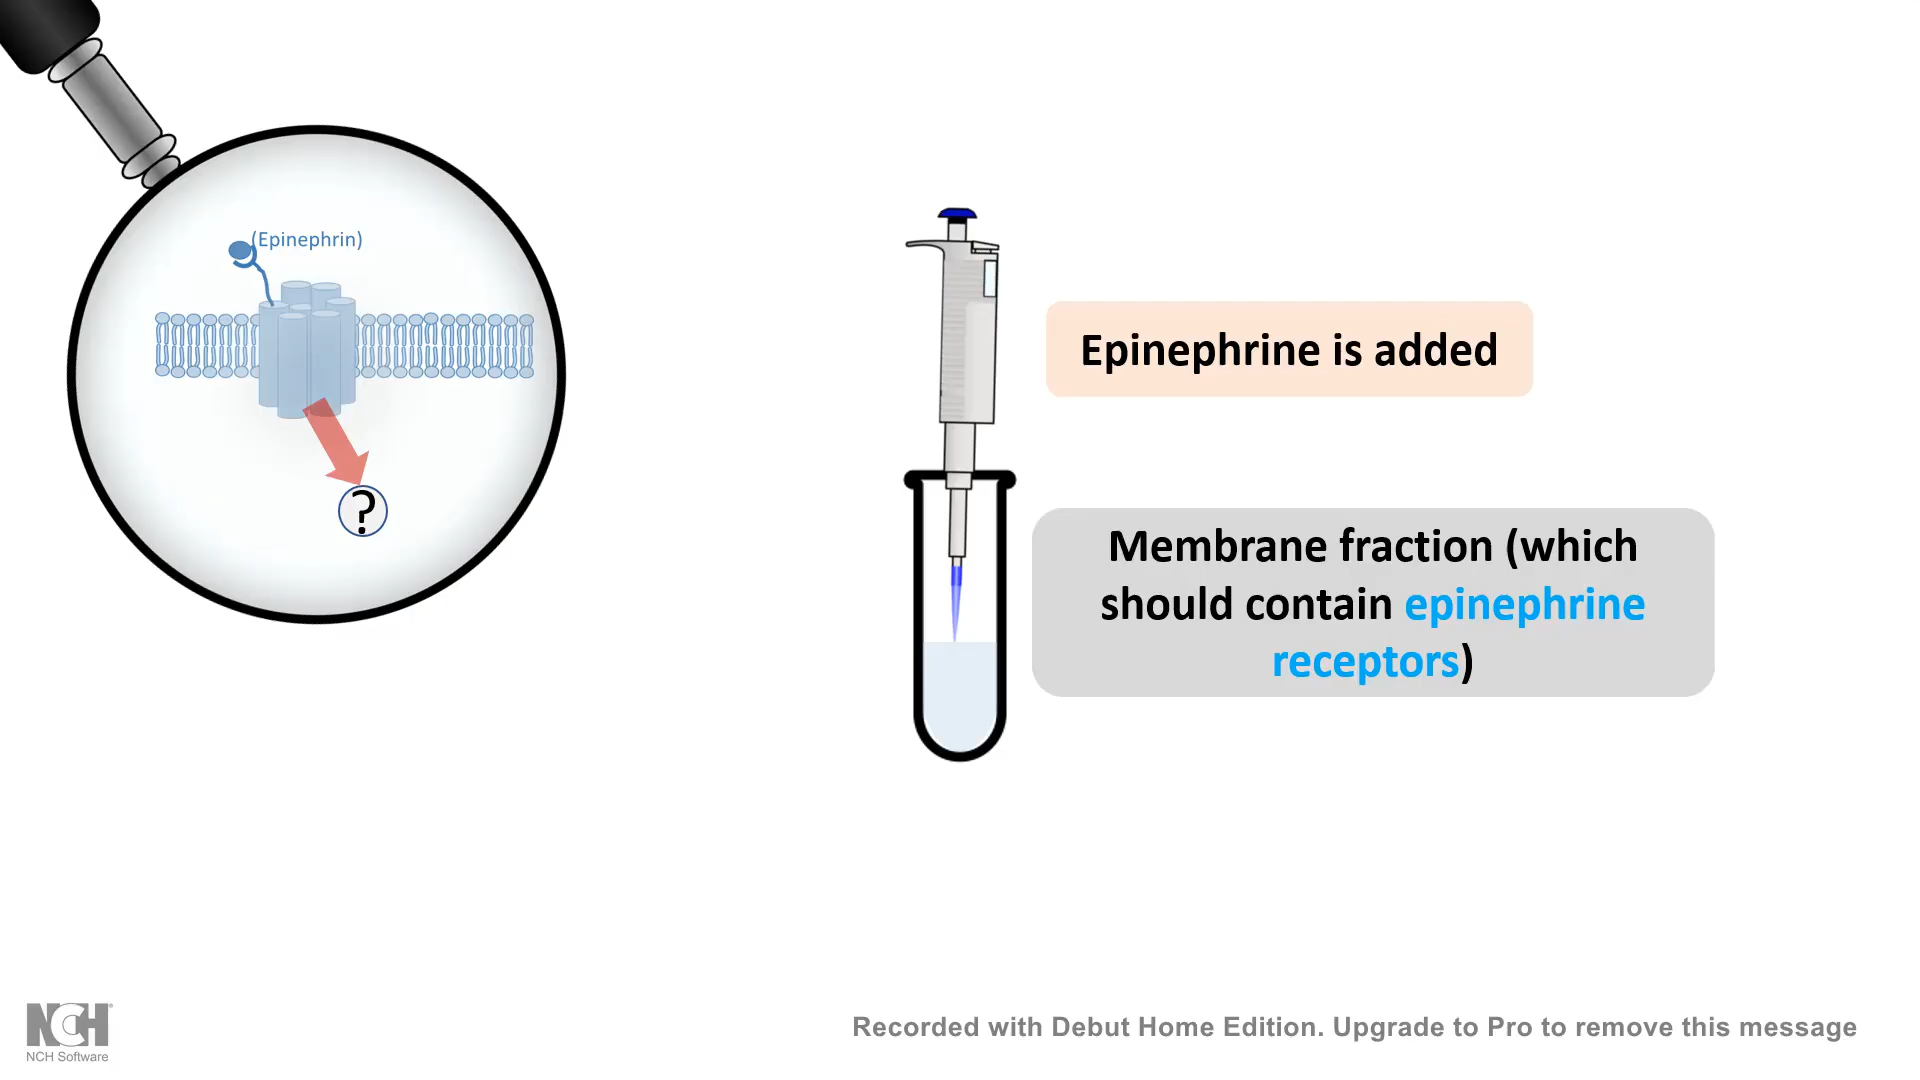 (Epinephrin)
?
Epinephrine is added
Membrane fraction (which
should contain epinephrine
receptors)
NCH
NCH Software
Recorded with Debut Home Edition. Upgrade to Pro to remove this message